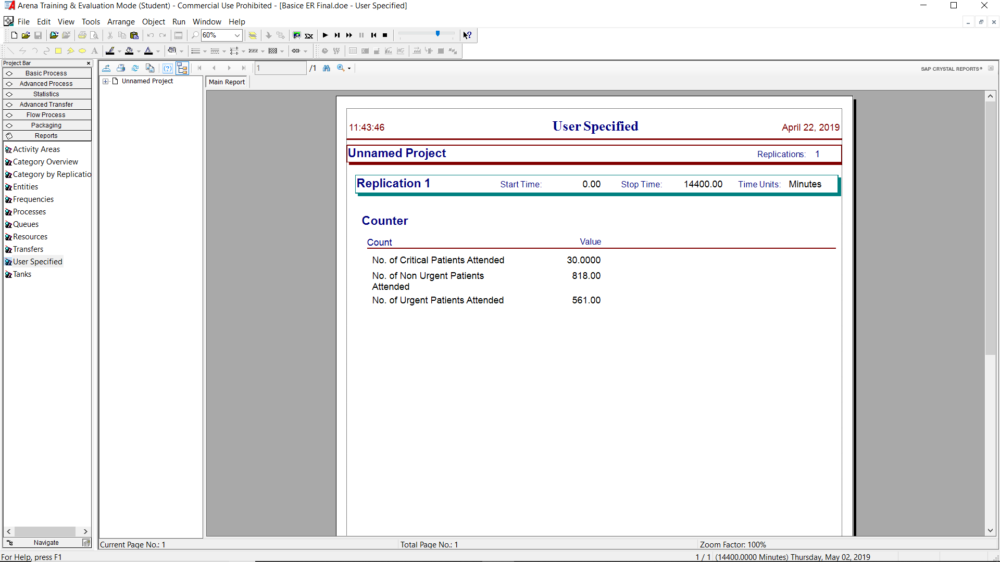 Arena Training & Evaluation Mode (Student) - Commercial Use Prohibited - [Basice ER Final.doe - User Specified]
File Edit View Tools Arrange Object Run Window Help
60%
Project Bar
Basic Process
Advanced Process
Statistics
Advanced Transfer
Flow Process
Packaging
Reports
Activity Areas
Category Overview
Category by Replicatio
Entities
Frequencies
Processes
Queues
Resources
Transfers
User Specified
Tanks
Navigate
1 /1
SAP CRYSTAL REPORTS®
Unnamed Project
Main Report
11:43:46 User Specified April 22, 2019
Unnamed Project Replications: 1
Replication 1 Start Time: 0.00 Stop Time: 14400.00 Time Units: Minutes
Counter
Count Value
No. of Critical Patients Attended 30.0000
No. of Non Urgent Patients 818.00
Attended
No. of Urgent Patients Attended 561.00
Current Page No.: 1 Total Page No.: 1 Zoom Factor: 100%
For Help, press F1 1 / 1 (14400.0000 Minutes) Thursday, May 02, 2019